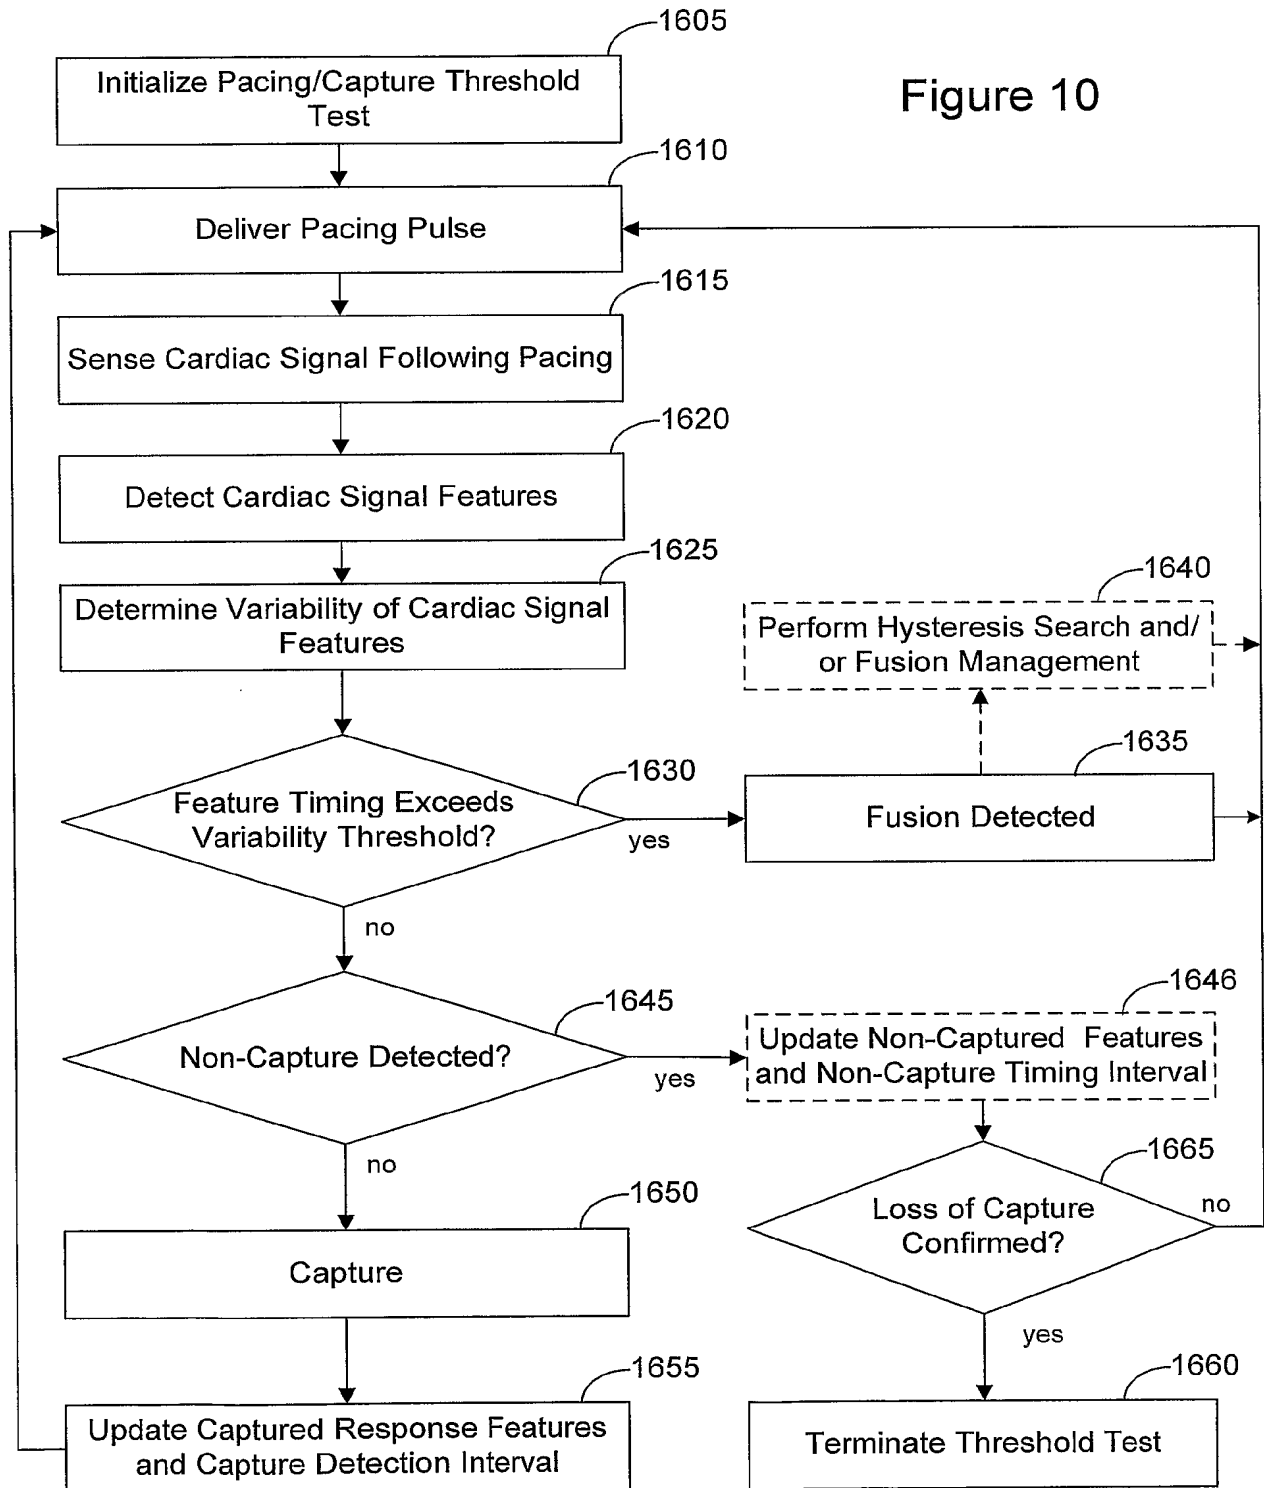 1605
Initialize Pacing/Capture Threshold
Test
Figure 10
1610
Deliver Pacing Pulse
1615
Sense Cardiac Signal Following Pacing
1620
Detect Cardiac Signal Features
1625
Determine Variability of Cardiac Signal
Features
1640
Perform Hysteresis Search and/
or Fusion Management
1630
Feature Timing Exceeds
Variability Threshold?
yes
1635
Fusion Detected
no
1645
Non-Capture Detected?
yes
1646
Update Non-Captured Features
and Non-Capture Timing Interval
no
1665
Loss of Capture
Confirmed?
no
yes
1650
Capture
1655
Update Captured Response Features
and Capture Detection Interval
1660
Terminate Threshold Test